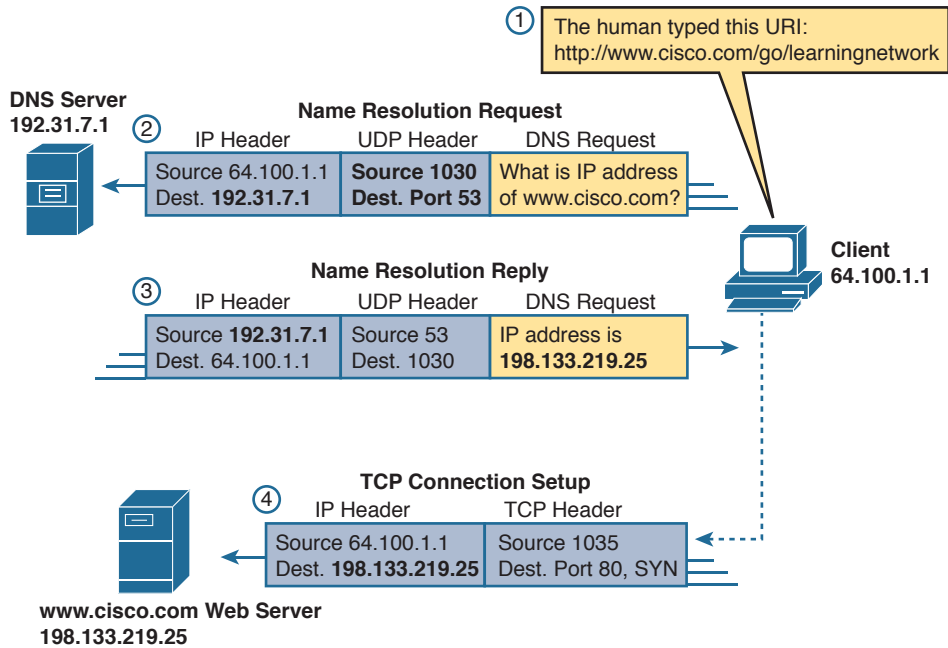 1
The human typed this URI:
http://www.cisco.com/go/learningnetwork
DNS Server
192.31.7.1
Name Resolution Request
2
IP Header
UDP Header
DNS Request
Source 64.100.1.1
Dest. 192.31.7.1
Source 1030
Dest. Port 53
What is IP address
of www.cisco.com?
Client
64.100.1.1
Name Resolution Reply
3
IP Header
UDP Header
DNS Request
Source 192.31.7.1
Dest. 64.100.1.1
Source 53
Dest. 1030
IP address is
198.133.219.25
TCP Connection Setup
4
IP Header
TCP Header
Source 64.100.1.1
Dest. 198.133.219.25
Source 1035
Dest. Port 80, SYN
www.cisco.com Web Server
198.133.219.25